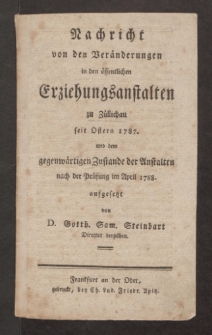 Nachricht
von den Veränderungen
in den öffentlichen
Erziehungsanstalten
zu Züllichau
seit Ostern 1787.
und dem
gegenwärtigen Zustande der Anstalten
nach der Prüfung im April 1788.
aufgesetzt
von
D. Gotth. Sam. Steinbart
Director derselben.
Frankfurt an der Oder,
gedruckt, bey Ch. Lud. Friedr. Apitz.